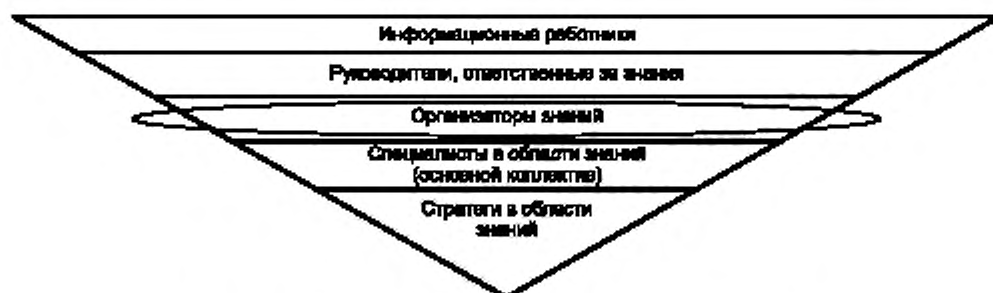 Информационные работники
Руководители, ответственные за знания
Организаторы знаний
Специалисты в области знаний
(основной коллектив)
Стратеги в области
знаний